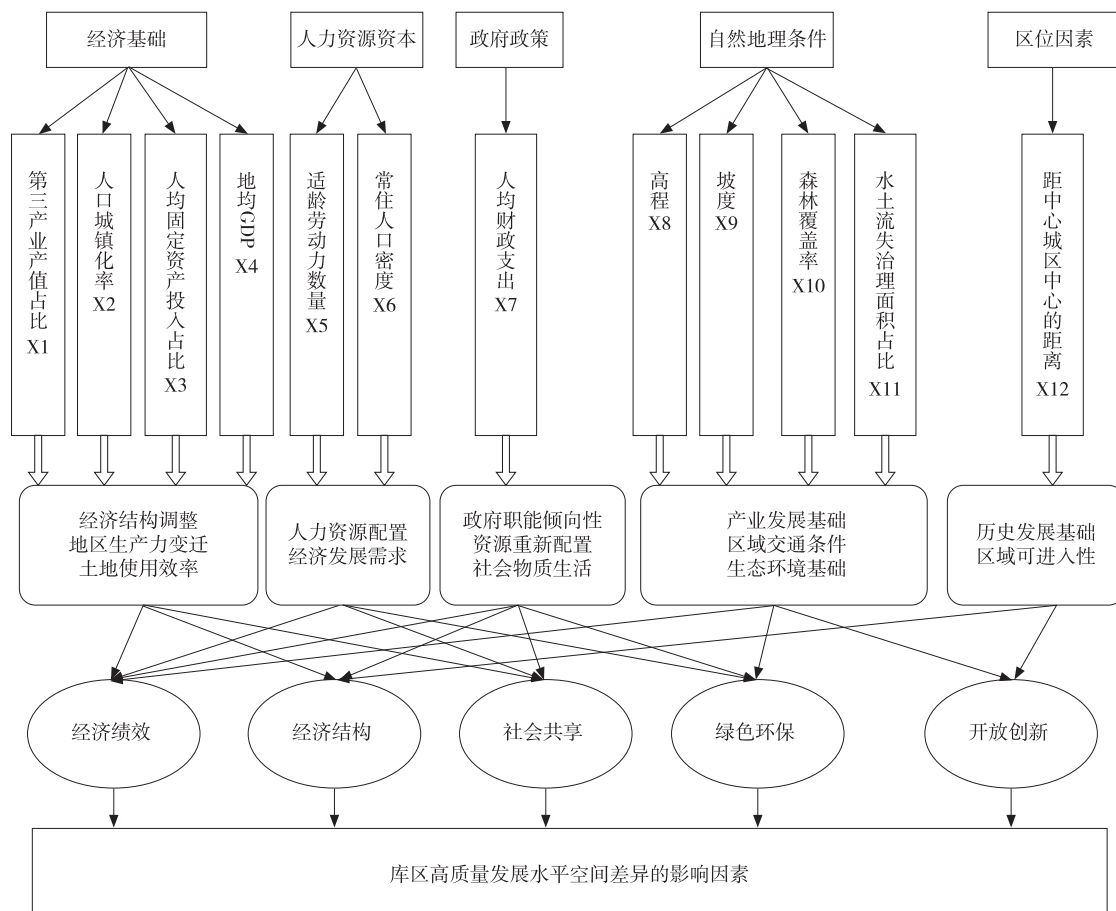 经济基础
人力资源资本
政府政策
自然地理条件
区位因素
第三产业产值占比
X1
人口城镇化率
X2
人均固定资产投入占比
X3
地均GDP
X4
适龄劳动力数量
X5
常住人口密度
X6
人均财政支出
X7
高程
X8
坡度
X9
森林覆盖率
X10
水土流失治理面积占比
X11
距中心城区中心的距离
X12
经济结构调整
地区生产力变迁
土地使用效率
人力资源配置
经济发展需求
政府职能倾向性
资源重新配置
社会物质生活
产业发展基础
区域交通条件
生态环境基础
历史发展基础
区域可进入性
经济绩效
经济结构
社会共享
绿色环保
开放创新
库区高质量发展水平空间差异的影响因素